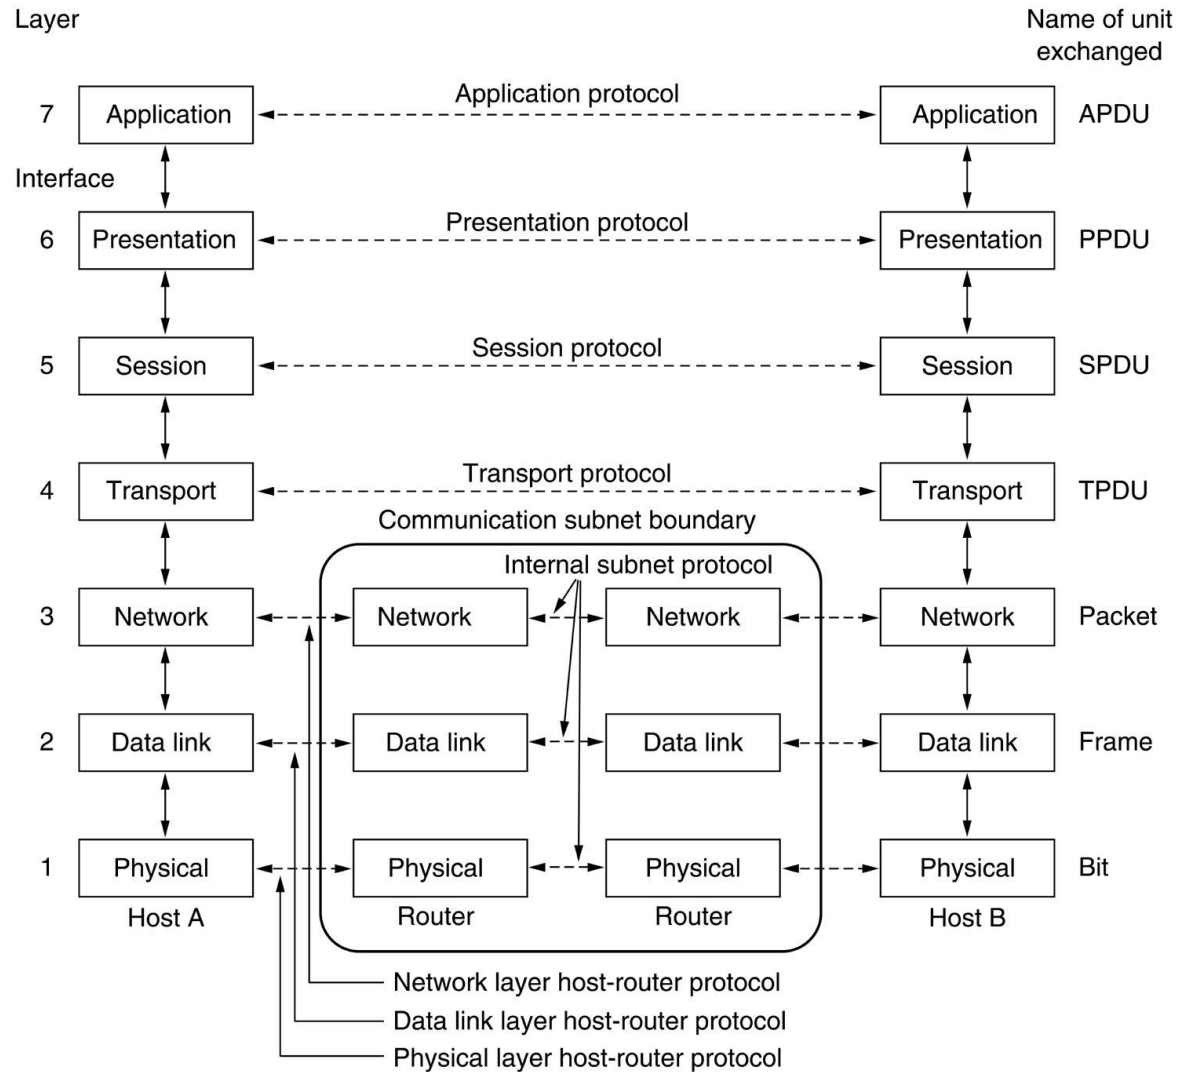 Layer
Name of unit
exchanged
7
Application
Application protocol
Application
APDU
Interface
6
Presentation
Presentation protocol
Presentation
PPDU
5
Session
Session protocol
Session
SPDU
4
Transport
Transport protocol
Transport
TPDU
Communication subnet boundary
Internal subnet protocol
3
Network
Network
Network
Network
Packet
2
Data link
Data link
Data link
Data link
Frame
1
Physical
Physical
Physical
Physical
Bit
Host A
Router
Router
Host B
Network layer host-router protocol
Data link layer host-router protocol
Physical layer host-router protocol